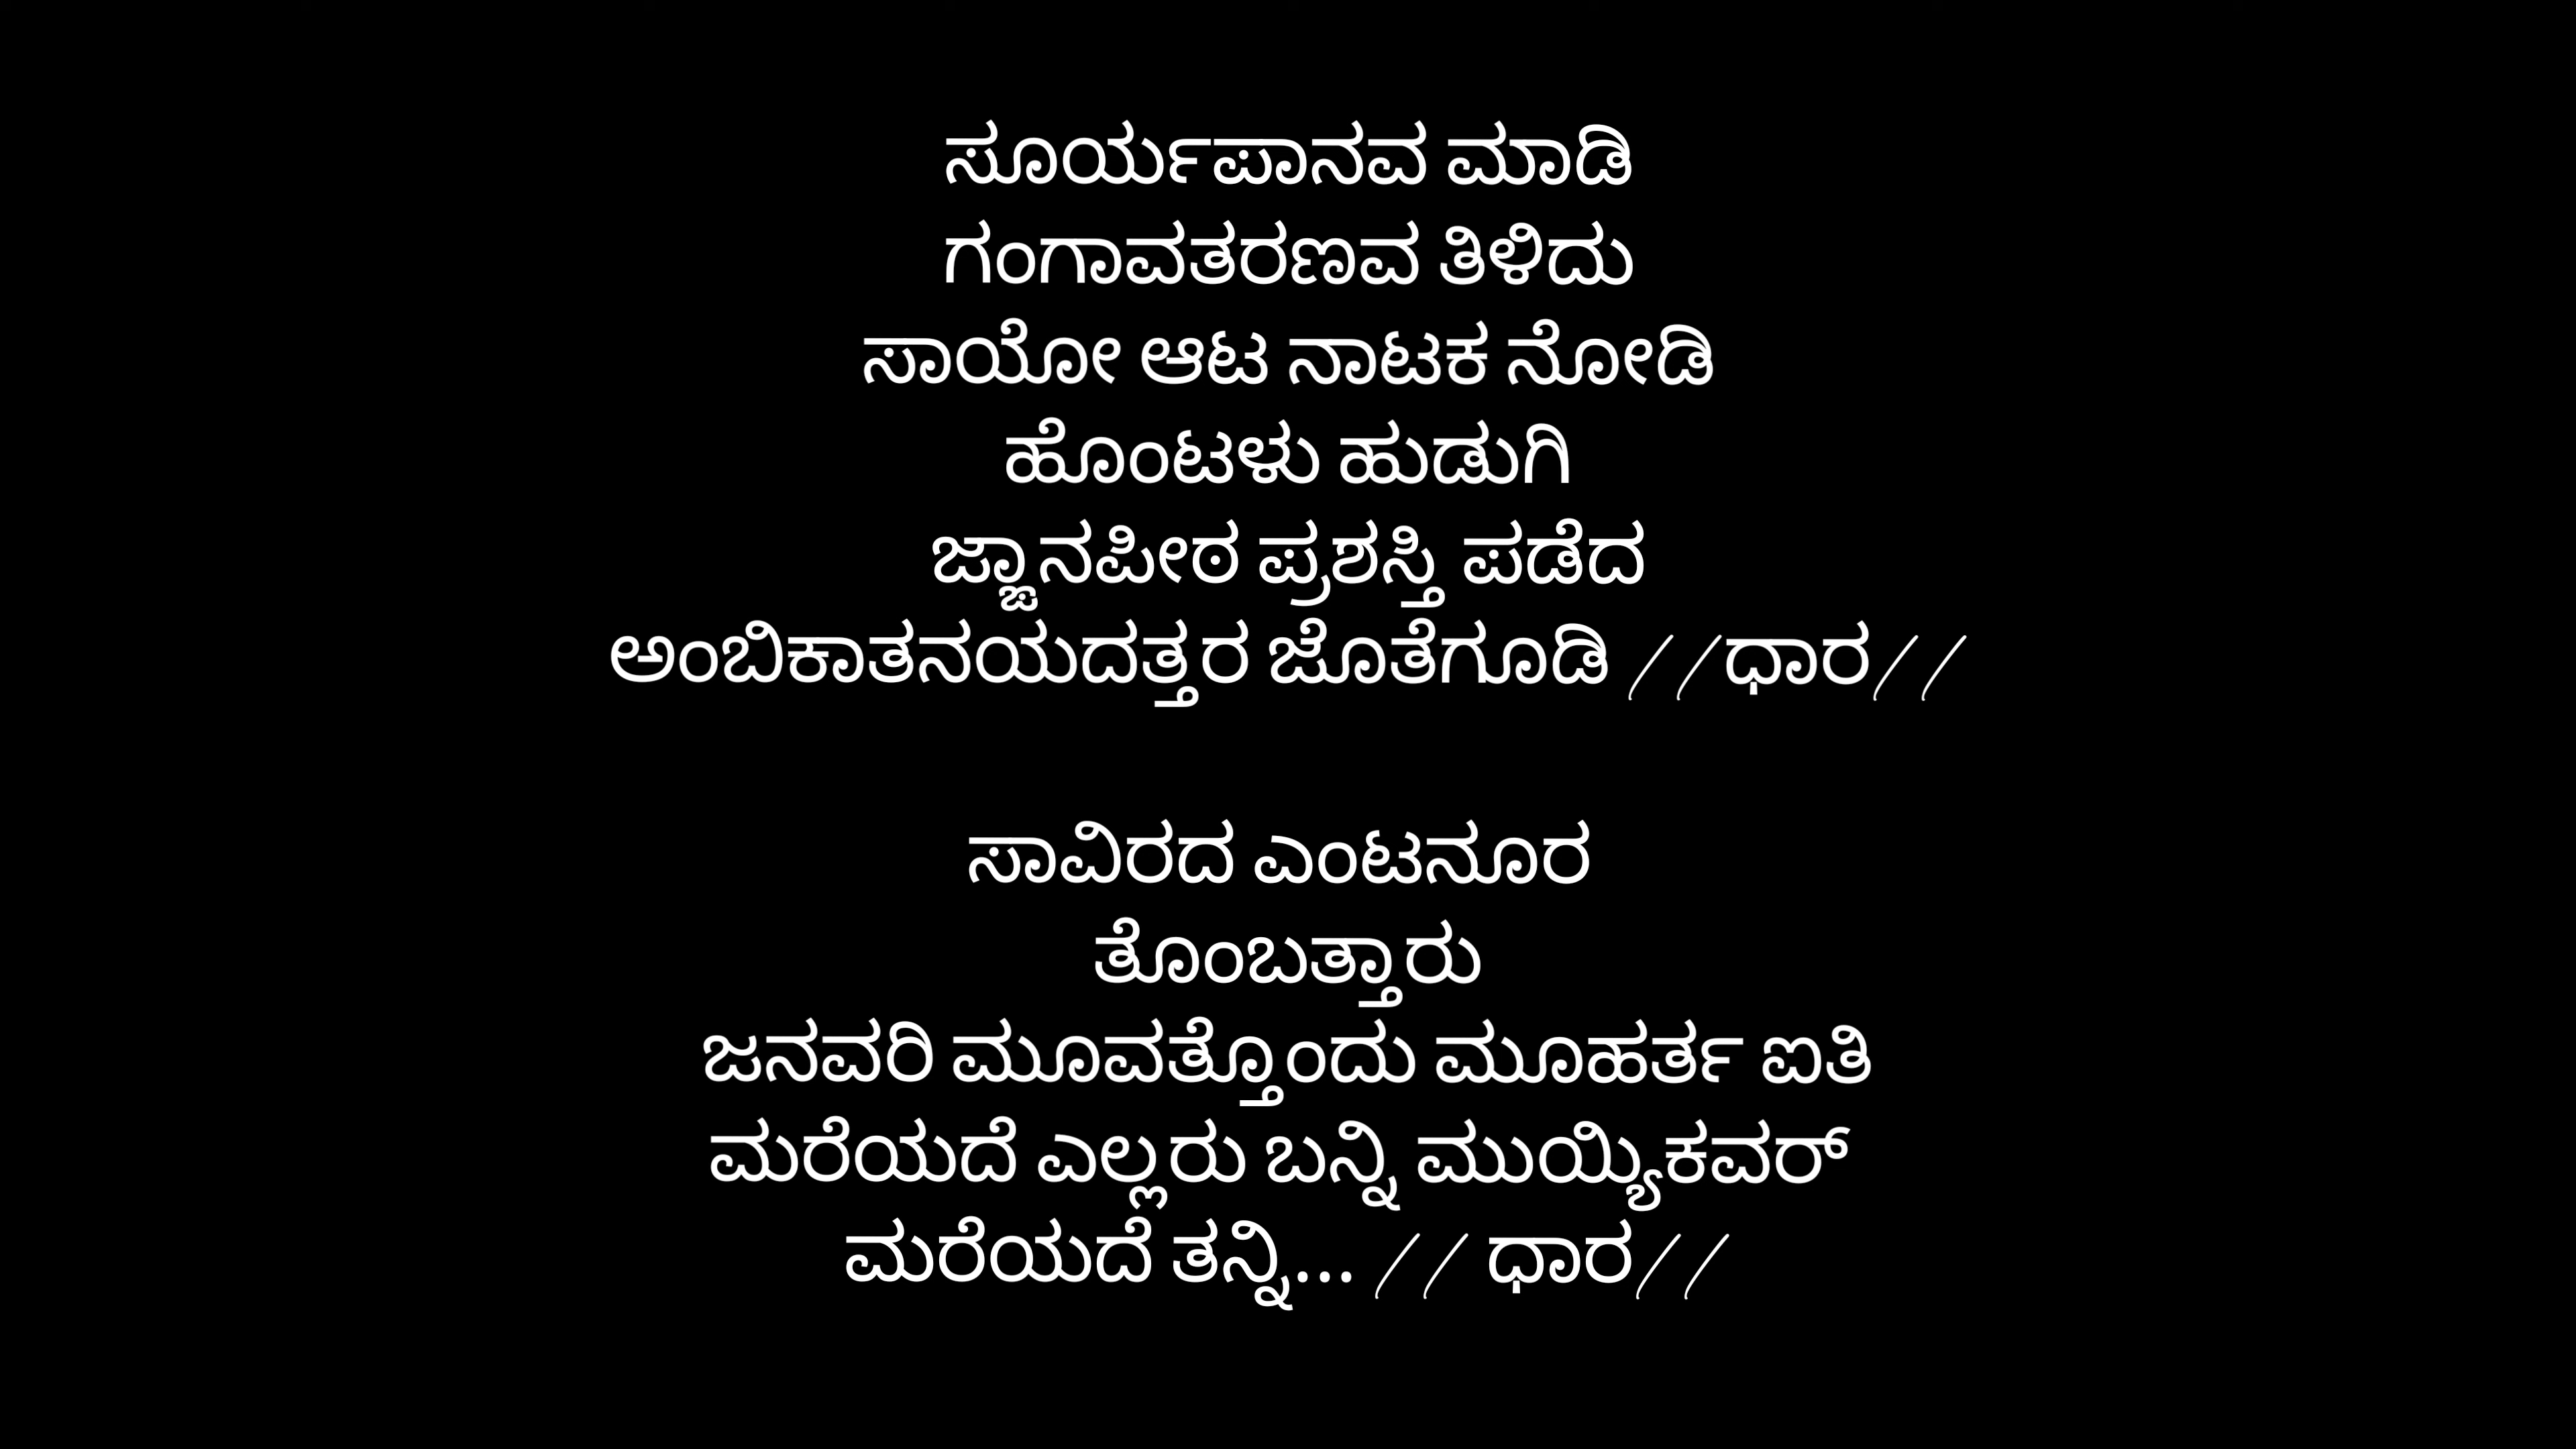 ಸೂರ್ಯಪಾನವ ಮಾಡಿ
ಗಂಗಾವತರಣವ ತಿಳಿದು
ಸಾಯೋ ಆಟ ನಾಟಕ ನೋಡಿ
ಹೊಂಟಳು ಹುಡುಗಿ
ಜ್ಞಾನಪೀಠ ಪ್ರಶಸ್ತಿ ಪಡೆದ
ಅಂಬಿಕಾತನಯದತ್ತರ ಜೊತೆಗೂಡಿ //ಧಾರ//
ಸಾವಿರದ ಎಂಟನೂರ
ತೊಂಬತ್ತಾರು
ಜನವರಿ ಮೂವತ್ತೊಂದು ಮೂಹರ್ತ ಐತಿ
ಮರೆಯದೆ ಎಲ್ಲರು ಬನ್ನಿ ಮುಯ್ಯಿಕವರ್
ಮರೆಯದೆ ತನ್ನಿ... // ಧಾರ//